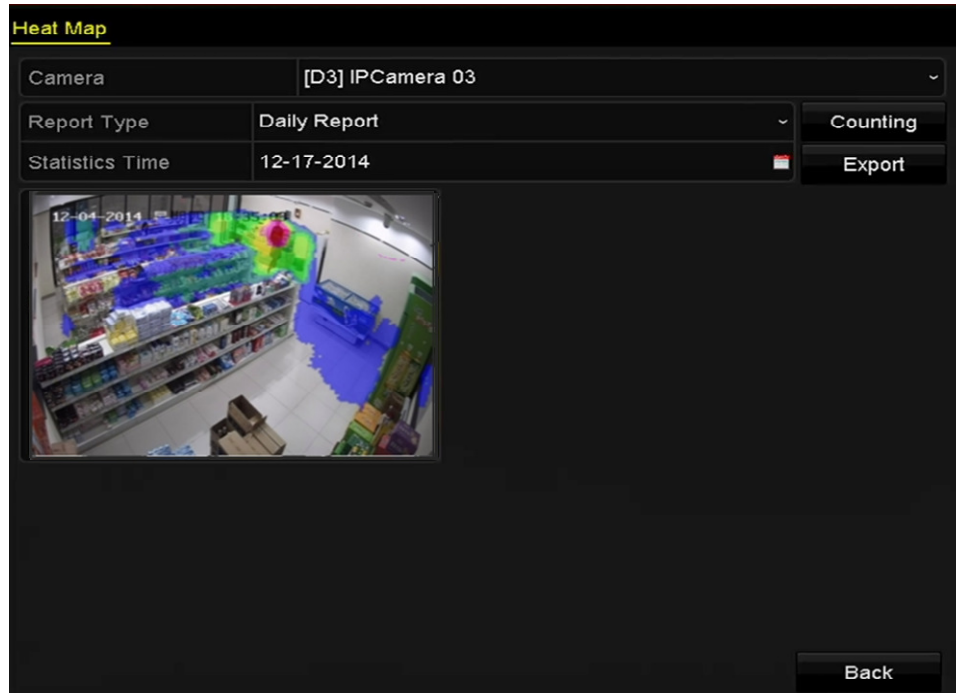 Heat Map
Camera [D3] IPCamera 03
Report Type Daily Report Counting
Statistics Time 12-17-2014 Export
12-04-2014
Back